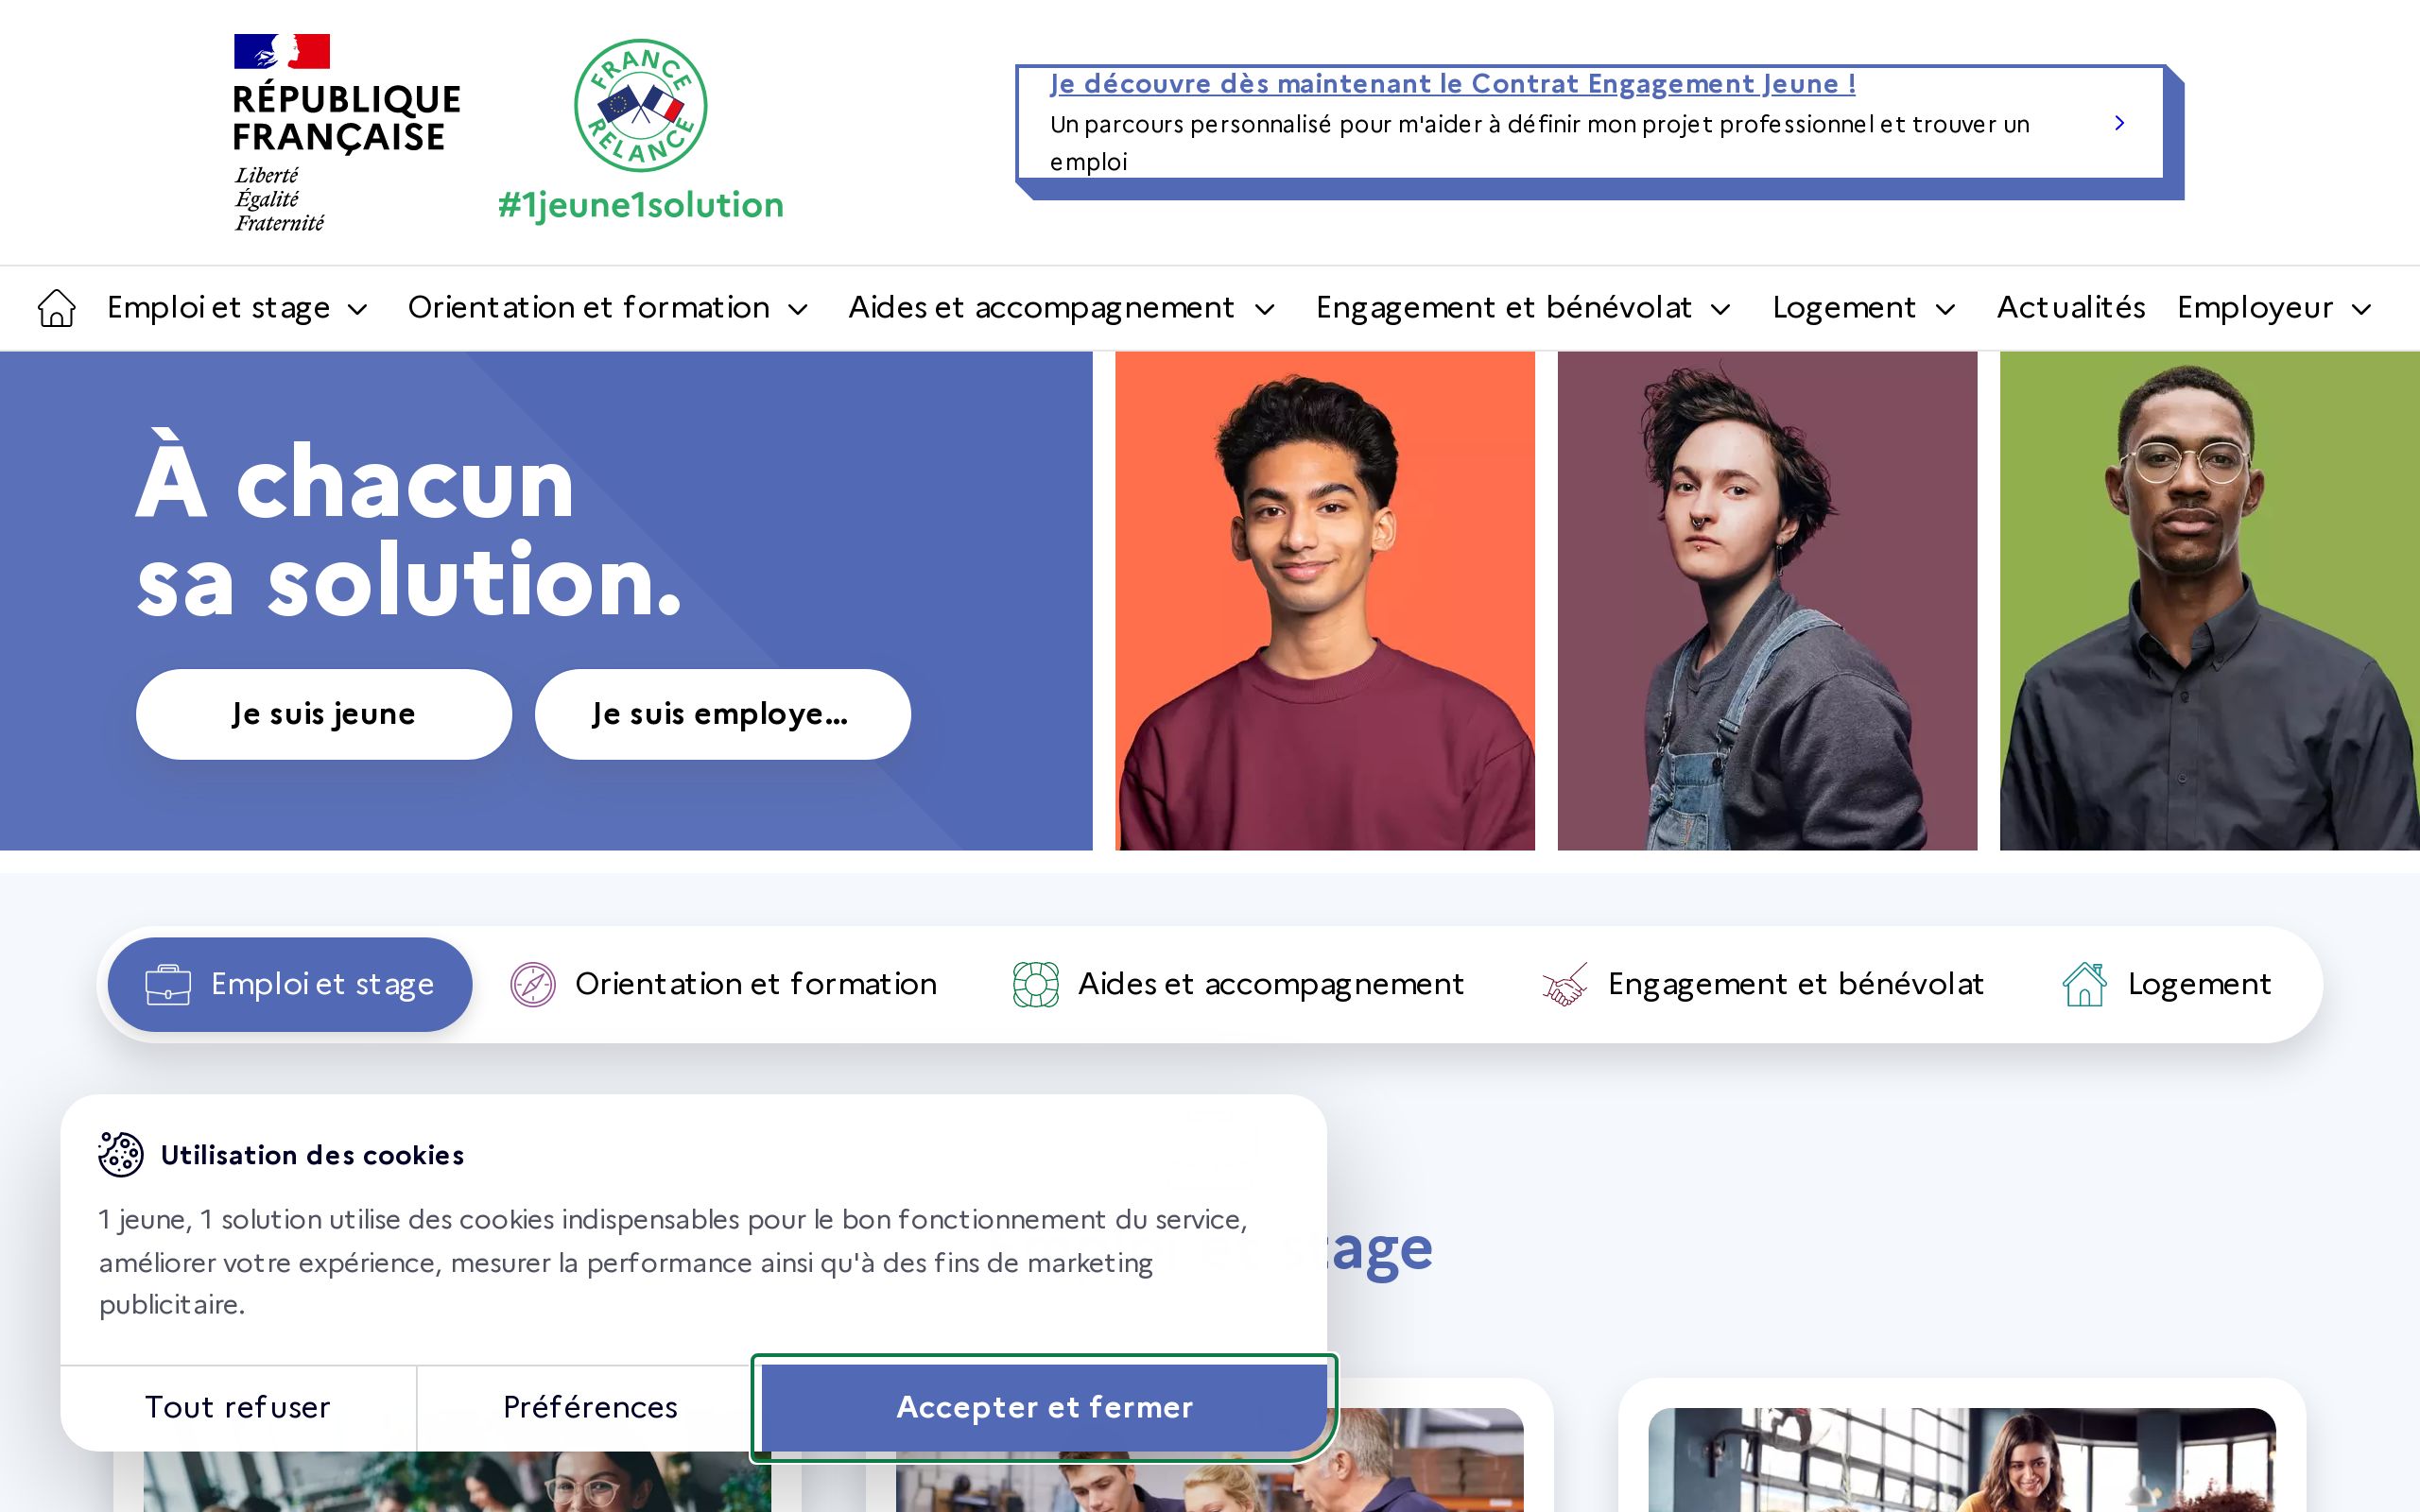 RÉPUBLIQUE
FRANÇAISE
Liberté
Égalité
Fraternité
FRANCE
RELANCE
#1jeune1solution
Je découvre dès maintenant le Contrat Engagement Jeune !
Un parcours personnalisé pour m'aider à définir mon projet professionnel et trouver un
emploi
Emploi et stage
Orientation et formation
Aides et accompagnement
Engagement et bénévolat
Logement
Actualités
Employeur
À chacun
sa solution.
Je suis jeune
Je suis employe...
Emploi et stage
Orientation et formation
Aides et accompagnement
Engagement et bénévolat
Logement
Utilisation des cookies
1 jeune, 1 solution utilise des cookies indispensables pour le bon fonctionnement du service,
améliorer votre expérience, mesurer la performance ainsi qu'à des fins de marketing
publicitaire.
tage
Tout refuser
Préférences
Accepter et fermer